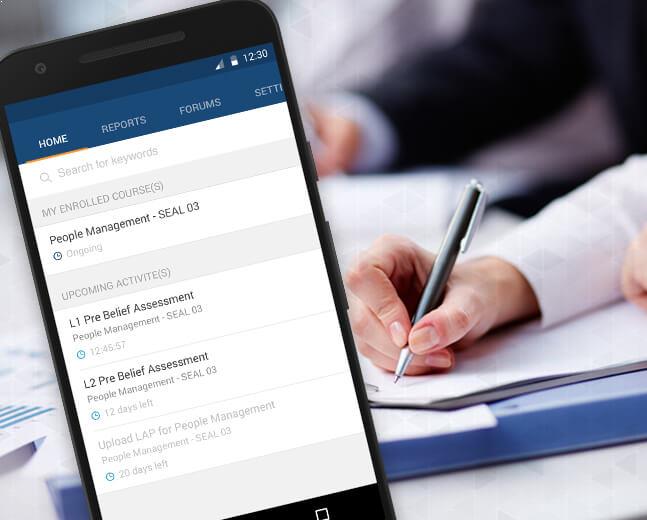 12:30
HOME REPORTS FORUMS SETTI
Search for keywords
MY ENROLLED COURSE(S)
People Management - SEAL 03
Ongoing
UPCOMING ACTIVITE(S)
L1 Pre Belief Assessment
People Management - SEAL 03
12:45:57
L2 Pre Belief Assessment
People Management - SEAL 03
12 days left
Upload LAP for People Management
People Management - SEAL 03
20 days left